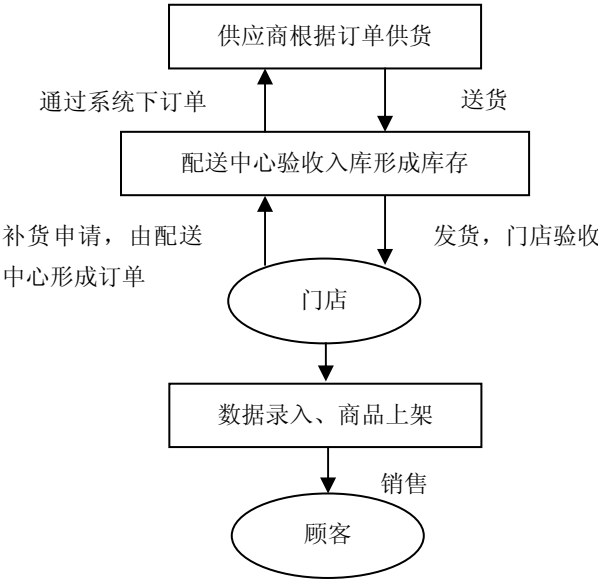 供应商根据订单供货
通过系统下订单
送货
配送中心验收入库形成库存
补货申请，由配送
中心形成订单
发货，门店验收
门店
数据录入、商品上架
销售
顾客